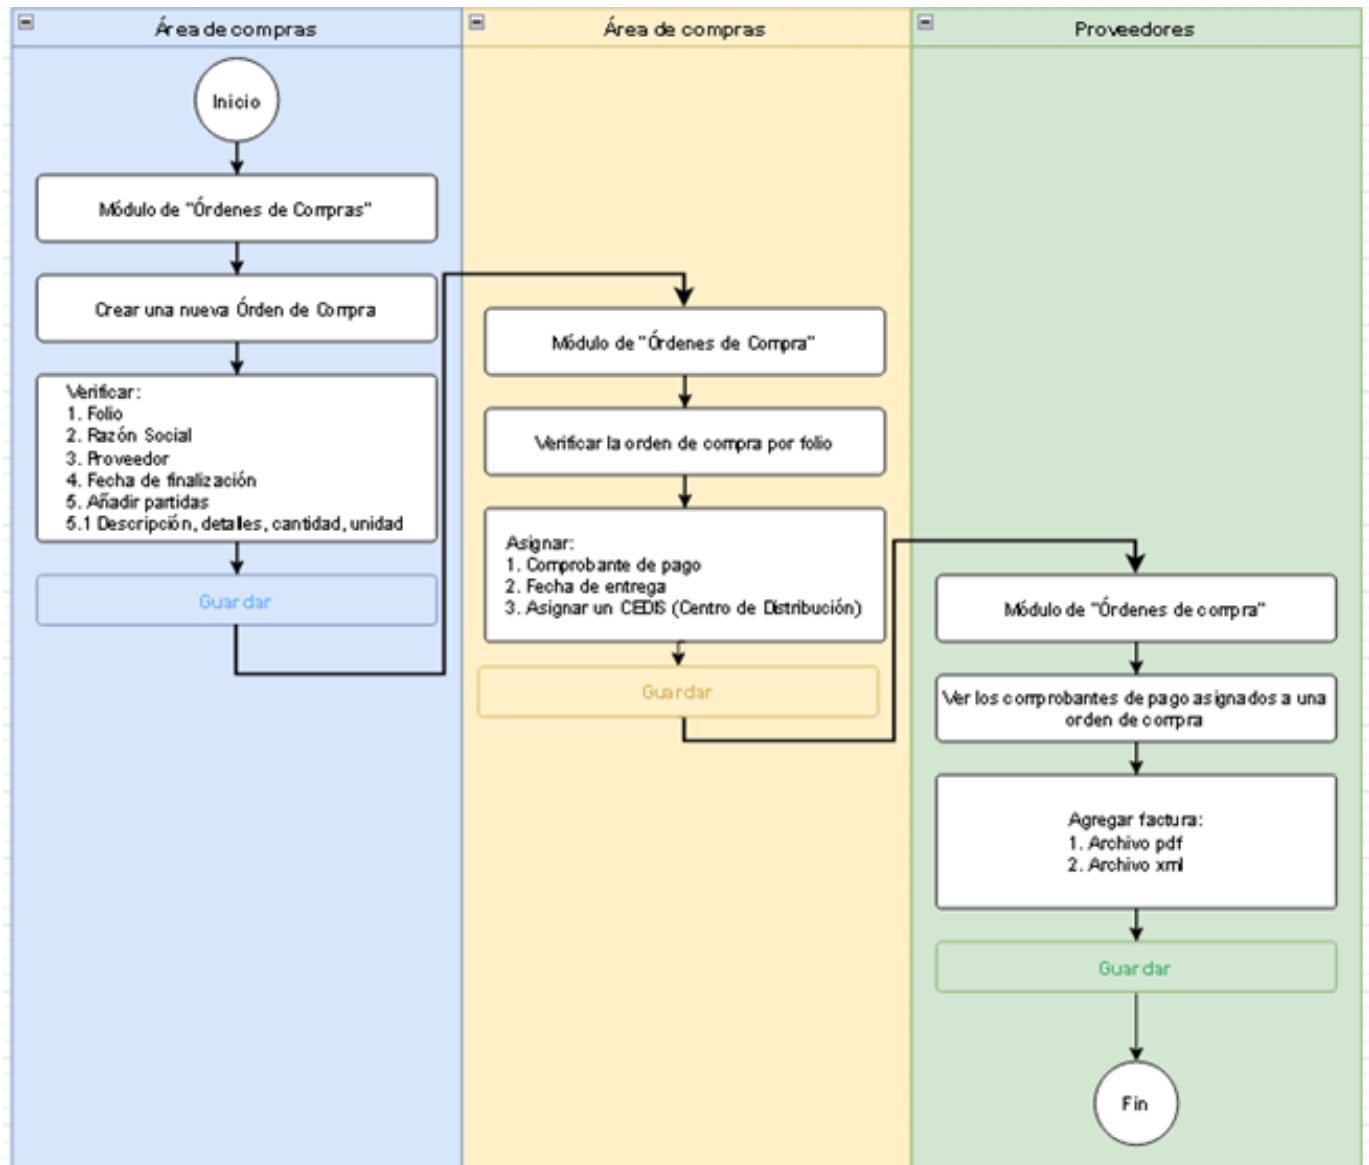 Área de compras
Inicio
Módulo de "Órdenes de Compras"
Crear una nueva Órden de Compra
Verificar:
1. Folio
2. Razón Social
3. Proveedor
4. Fecha de finalización
5. Añadir partidas
5.1 Descripción, detalles, cantidad, unidad
Guardar
Área de compras
Módulo de "Órdenes de Compra"
Verificar la orden de compra por folio
Asignar:
1. Comprobante de pago
2. Fecha de entrega
3. Asignar un CEDIS (Centro de Distribución)
Guardar
Proveedores
Módulo de "Órdenes de compra"
Ver los comprobantes de pago asignados a una
orden de compra
Agregar factura:
1. Archivo pdf
2. Archivo xml
Guardar
Fin